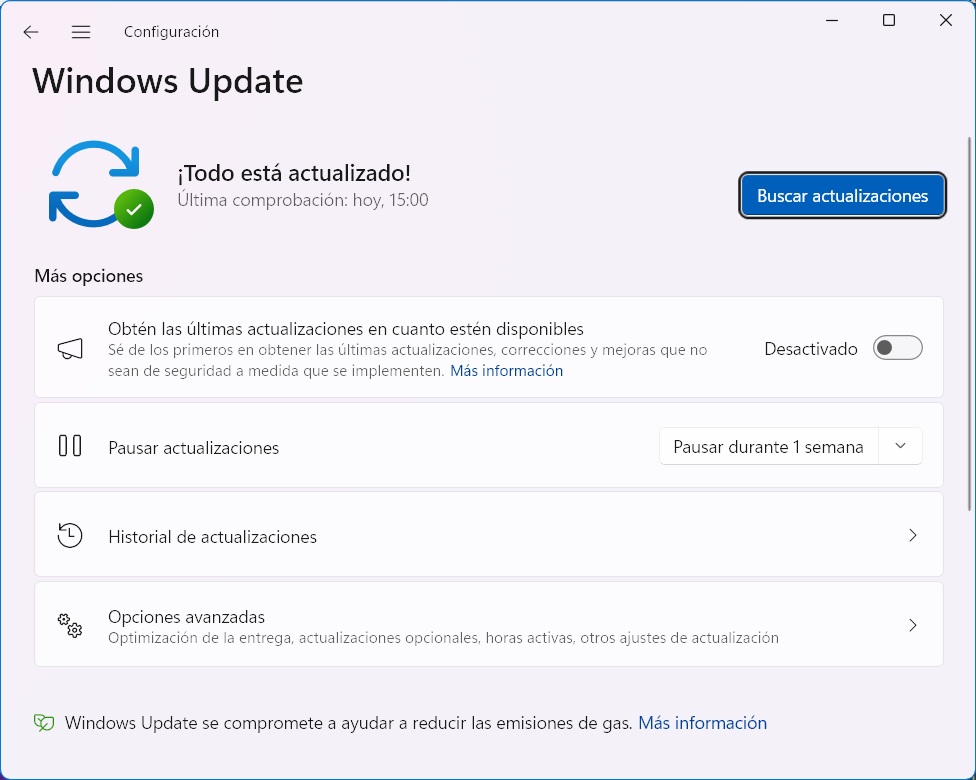 Configuración
Windows Update
¡Todo está actualizado!
Última comprobación: hoy, 15:00
Buscar actualizaciones
Más opciones
Obtén las últimas actualizaciones en cuanto estén disponibles
Sé de los primeros en obtener las últimas actualizaciones, correcciones y mejoras que no
sean de seguridad a medida que se implementen. Más información
Desactivado
Pausar actualizaciones
Pausar durante 1 semana
Historial de actualizaciones
Opciones avanzadas
Optimización de la entrega, actualizaciones opcionales, horas activas, otros ajustes de actualización
Windows Update se compromete a ayudar a reducir las emisiones de gas. Más información